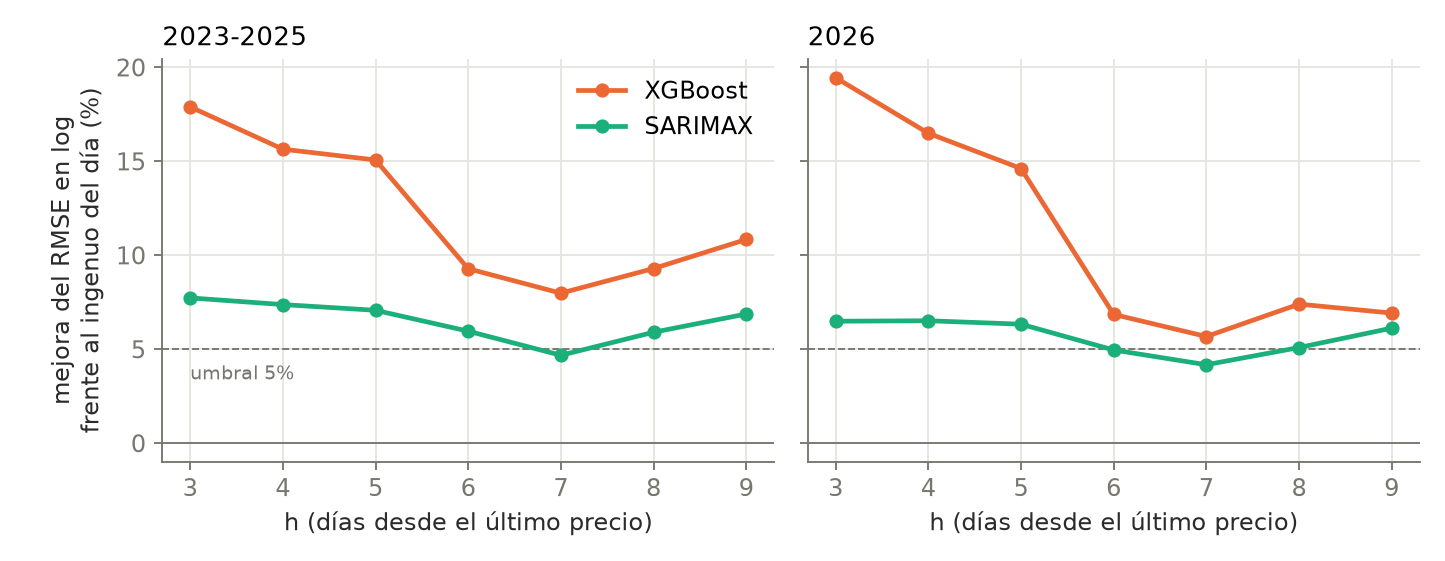 2023-2025
2026
mejora del RMSE en log
frente al ingenuo del día (%)
20
15
10
5
0
XGBoost
SARIMAX
umbral 5%
3 4 5 6 7 8 9
3 4 5 6 7 8 9
h (días desde el último precio)
h (días desde el último precio)